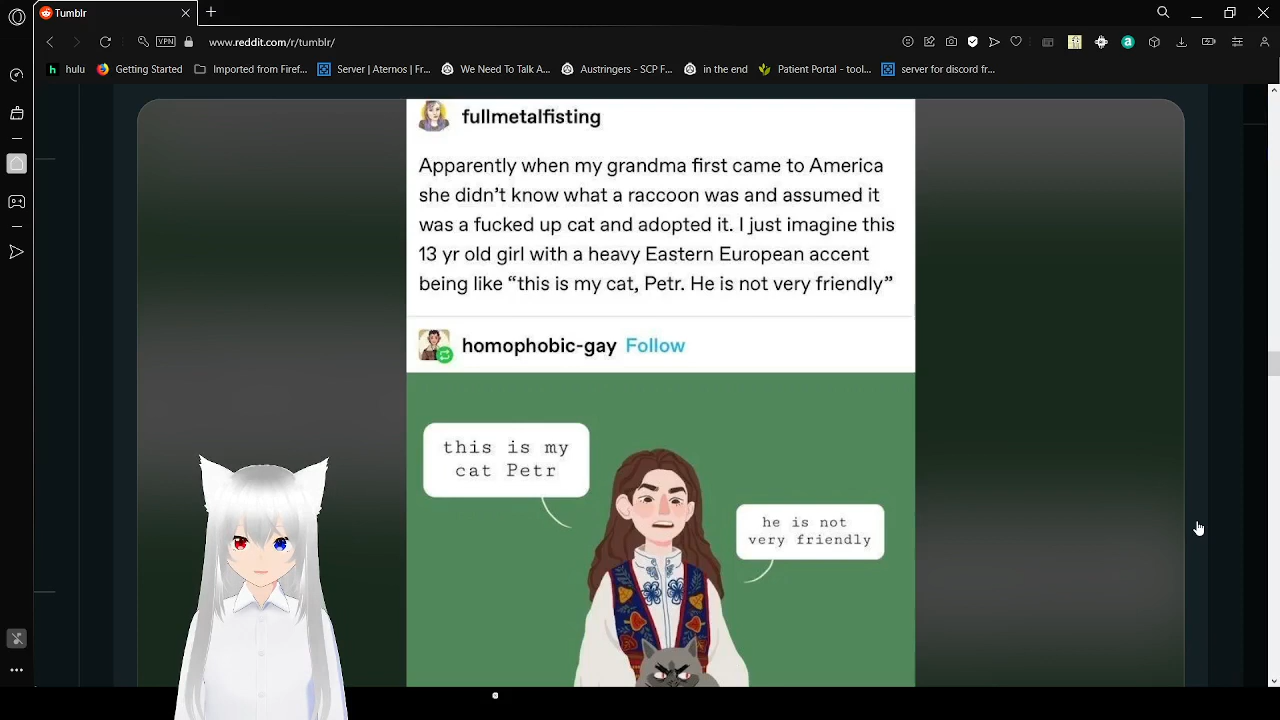 Tumblr
VPN
www.reddit.com/r/tumblr/
h hulu
Getting Started
Imported from Firef...
Server | Aternos | Fr...
We Need To Talk A...
Austringers - SCP F...
in the end
Patient Portal - tool...
server for discord fr...
fullmetalfisting
Apparently when my grandma first came to America
she didn’t know what a raccoon was and assumed it
was a fucked up cat and adopted it. I just imagine this
13 yr old girl with a heavy Eastern European accent
being like “this is my cat, Petr. He is not very friendly”
homophobic-gay Follow
this is my
cat Petr
he is not
very friendly